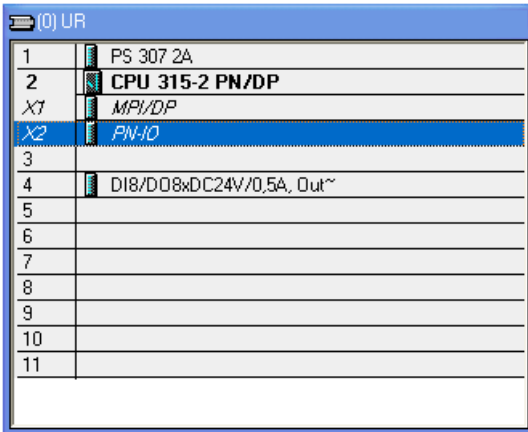 (0) UR
1 PS 307 2A
2 CPU 315-2 PN/DP
X1 MPI/DP
X2 PN-IO
3
4 DI8/DO8xDC24V/0,5A, Out~
5
6
7
8
9
10
11